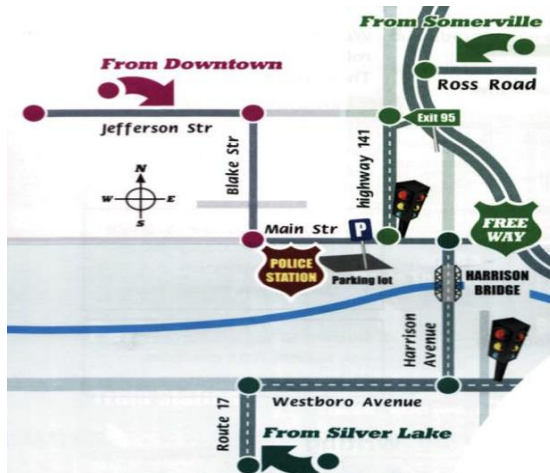 From Somerville
Ross Road
From Downtown
Jefferson Str
Exit 95
Blake Str
highway 141
N
W
E
S
Main Str
P
FREE
WAY
POLICE
STATION
Parking lot
HARRISON
BRIDGE
Harrison
Avenue
Westboro Avenue
Route 17
From Silver Lake